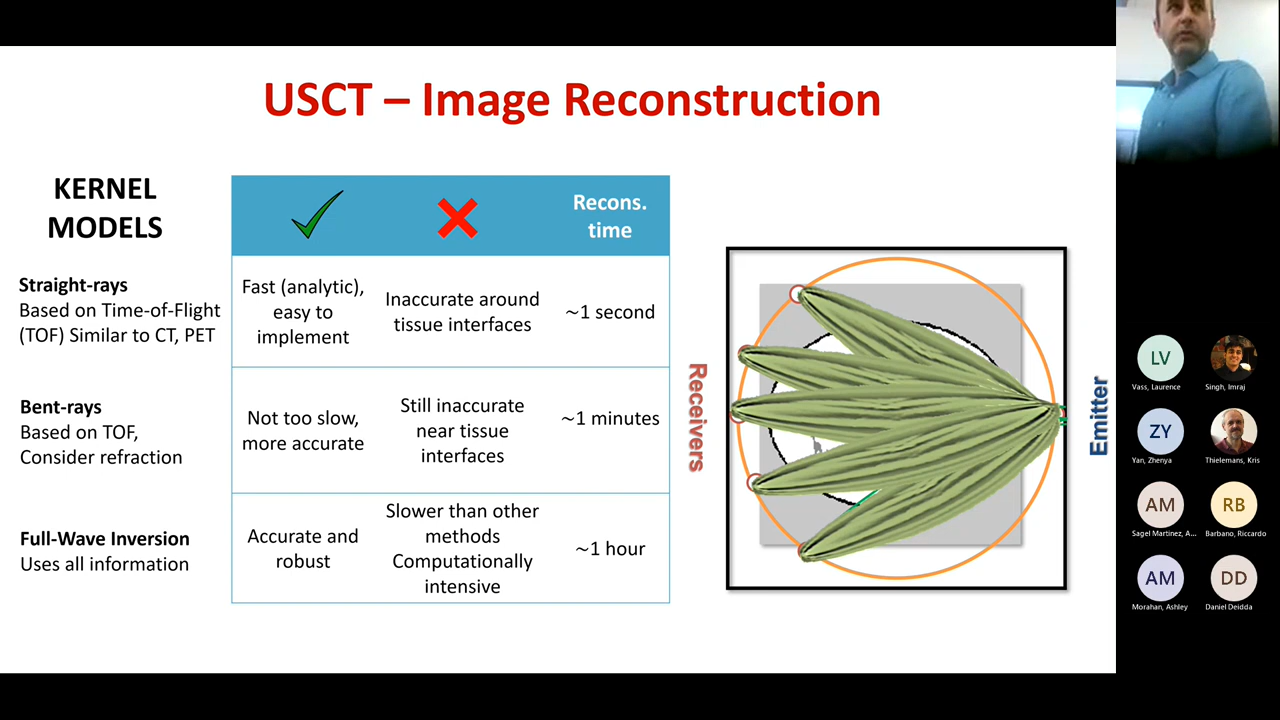 USCT – Image Reconstruction
KERNEL
MODELS
Recons.
time
Straight-rays
Based on Time-of-Flight
(TOF) Similar to CT, PET
Fast (analytic),
easy to
implement
Inaccurate around
tissue interfaces
~1 second
Bent-rays
Based on TOF,
Consider refraction
Not too slow,
more accurate
Still inaccurate
near tissue
interfaces
~1 minutes
Full-Wave Inversion
Uses all information
Accurate and
robust
Slower than other
methods
Computationally
intensive
~1 hour
Receivers
Emitter
LV
Vass, Laurence
Singh, Imraj
ZY
Yan, Zhenya
Thielemans, Kris
AM
Sagel Martinez, A...
RB
Barbano, Riccardo
AM
Morahan, Ashley
DD
Daniel Deidda